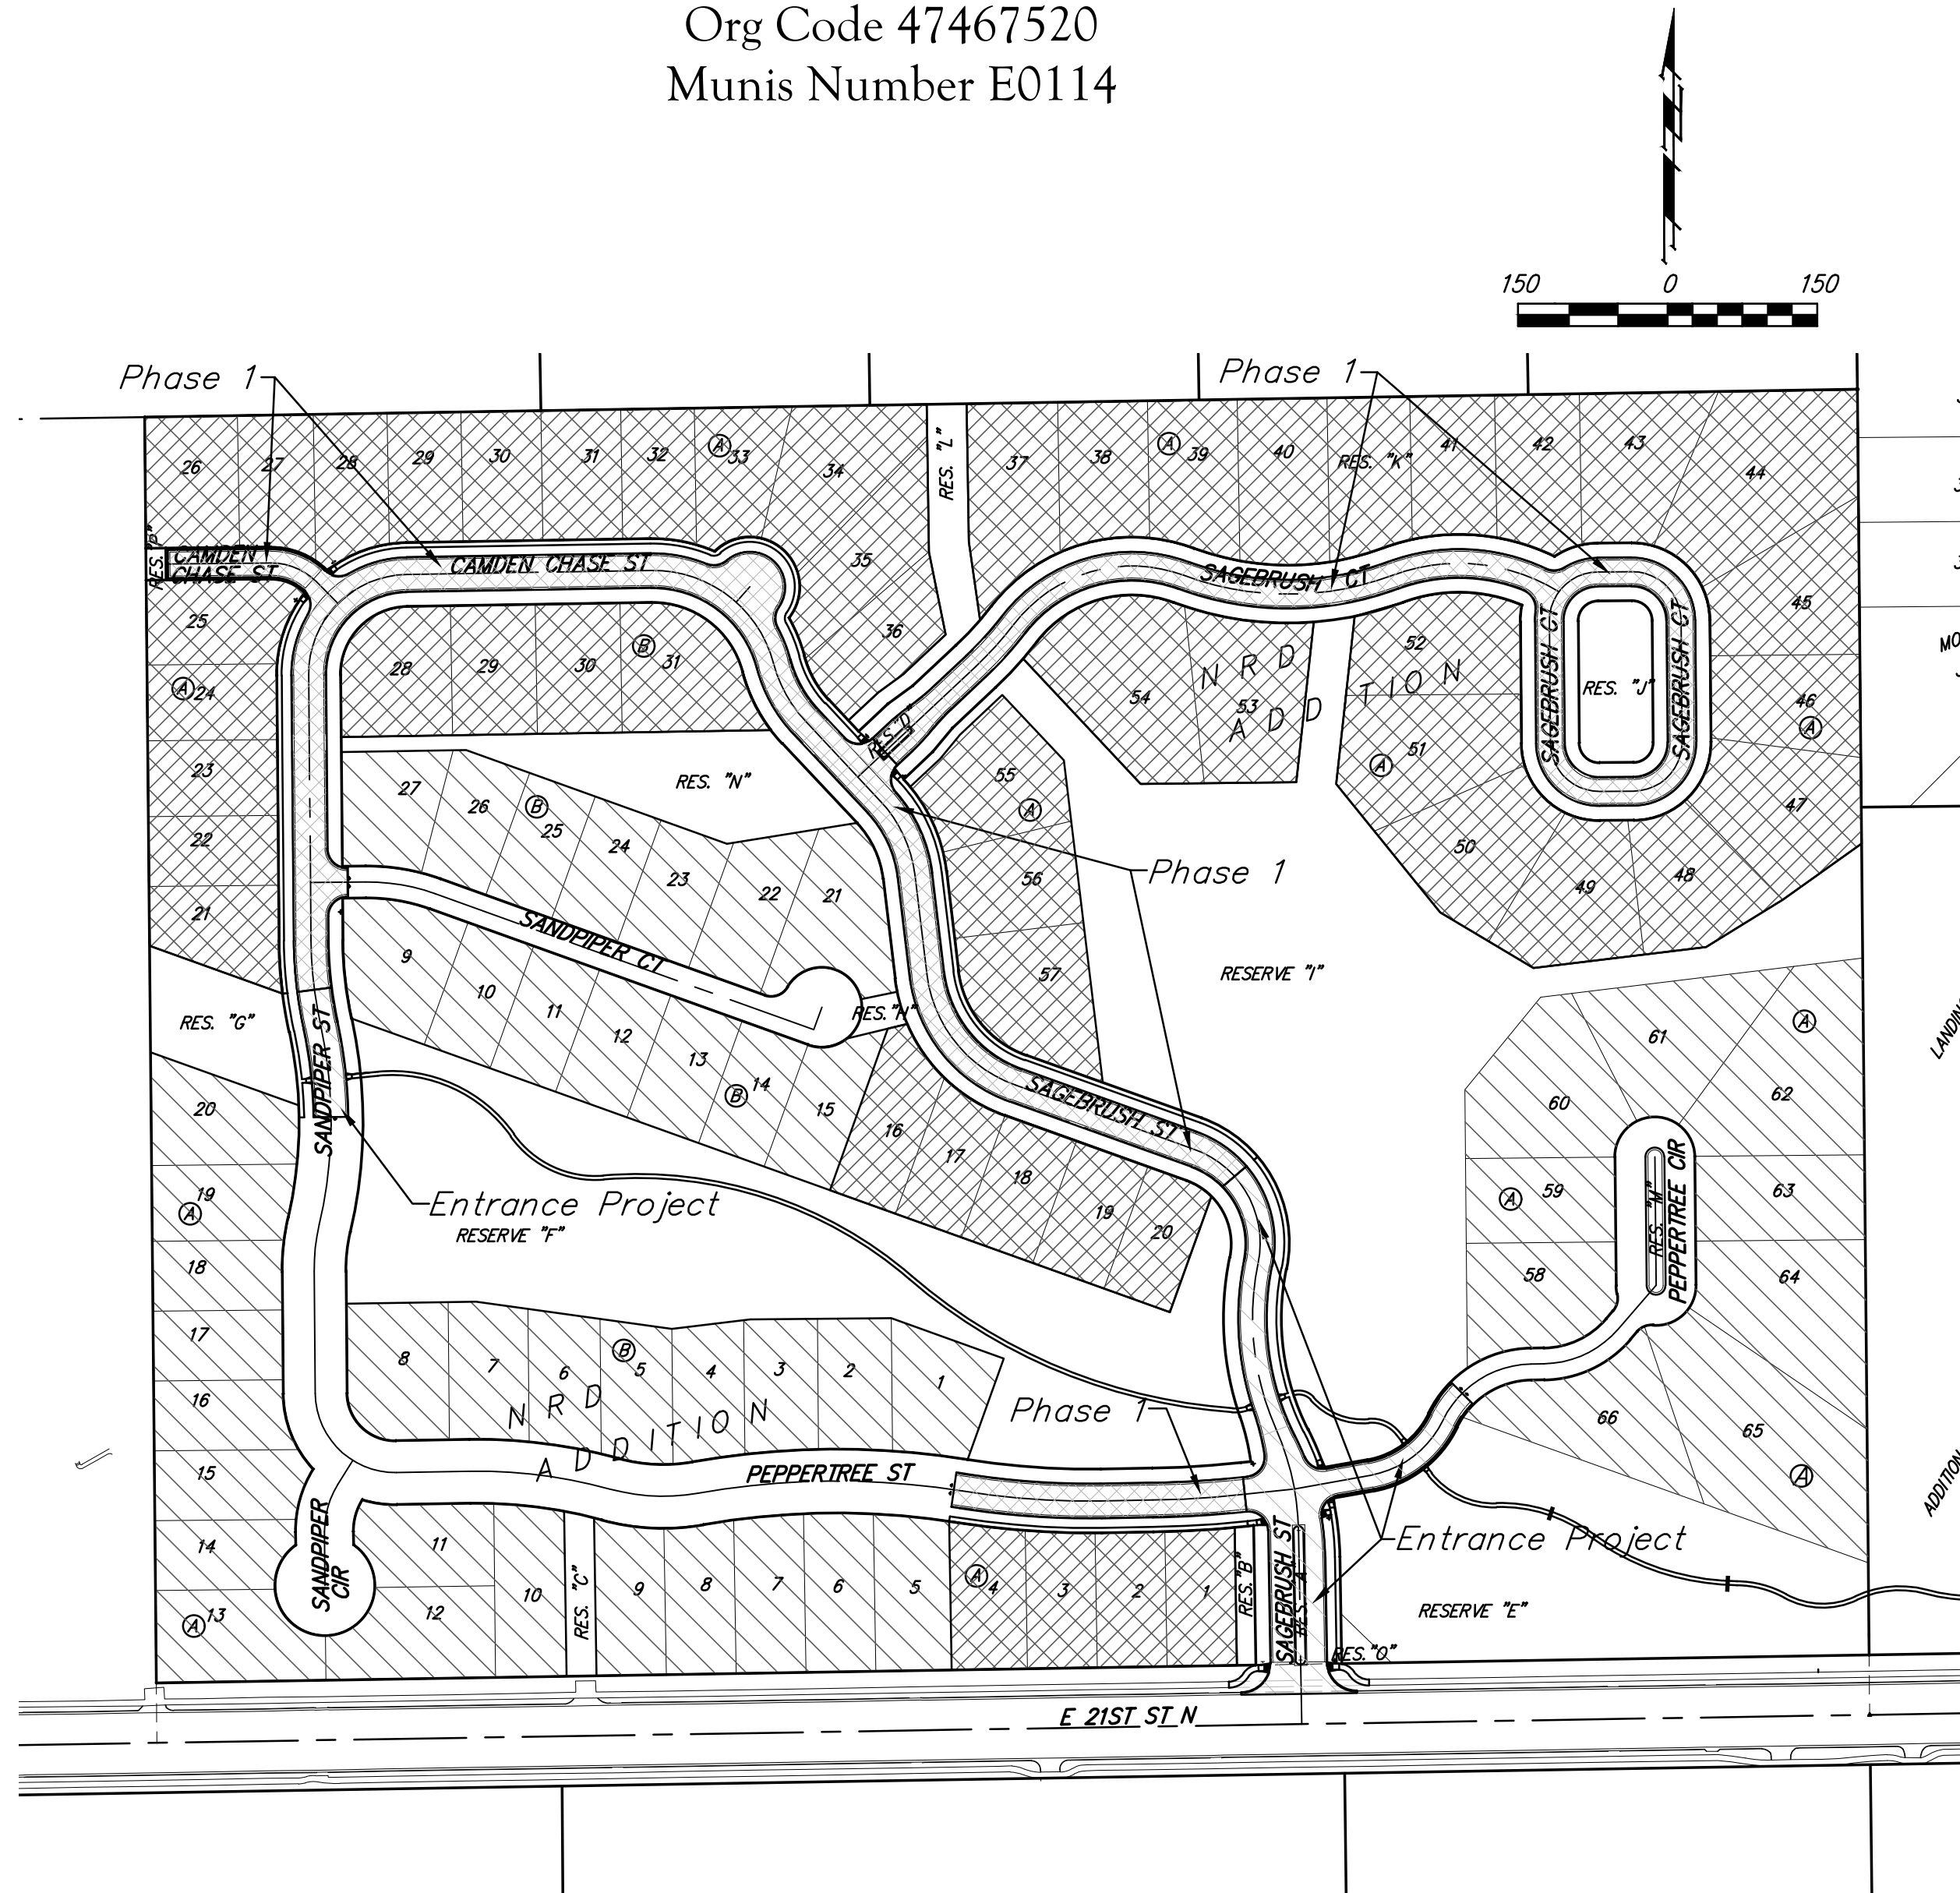 Org Code 47467520
Munis Number E0114
150 0 150
Phase 1
Phase 1
26 27 28 29 30 31 32 A 33 34
RES. "L"
37 38 A 39 40 RES. "K" 41 42 43 44
RES. "P"
CAMDEN
CHASE ST
CAMDEN CHASE ST
35
36
SAGEBRUSH CT
45
25
A 24
28 29 30 B 31
RES. "D"
54 53
N R D
A D D I T I O N
52
A 51
SAGEBRUSH CT
RES. "J"
SAGEBRUSH CT
46
A
47
MO
23
22
21
27 26 B 25 24 23 22 21
RES. "N"
55
A
56
57
Phase 1
50 49 48
SANDPIPER CT
9 10 11 12 13 B 14 15
RES. "H"
RESERVE "I"
RES. "G"
SANDPIPER ST
20
A 19
18
17
16
15
14
A 13
SAGEBRUSH ST
16 17 18 19 20
Entrance Project
RESERVE "F"
61 A
60 62
A 59 63
58 64
RES. "M"
PEPPERTREE CIR
66 65
A
LANDING
ADDITION
8 7 6 B 5 4 3 2 1
N R D
A D D I T I O N
Phase 1
PEPPERTREE ST
SANDPIPER
CIR
11
12
10
RES. "C"
9 8 7 6 5 A 4 3 2 1
RES. "B"
SAGEBRUSH ST
RES. A
Entrance Project
RESERVE "E"
RES. "O"
E 21ST ST N